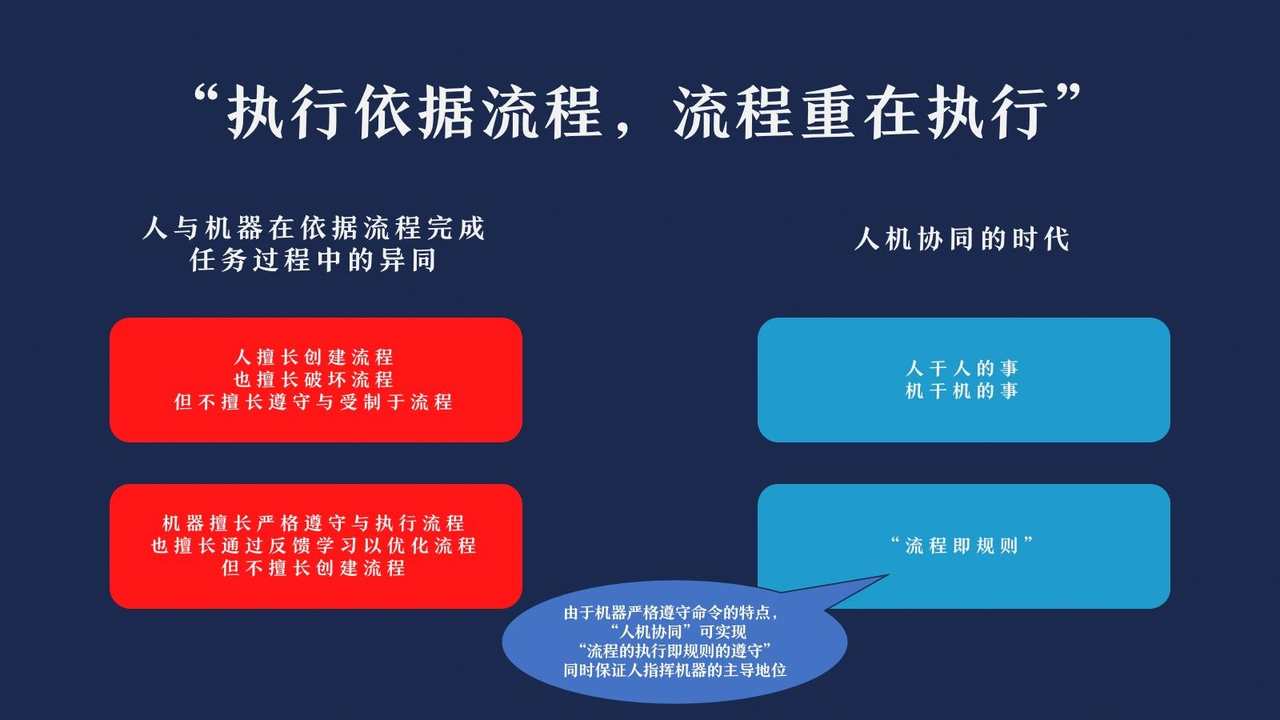 “执行依据流程，流程重在执行”
人与机器在依据流程完成
任务过程中的异同
人擅长创建流程
也擅长破坏流程
但不擅长遵守与受制于流程
机器擅长严格遵守与执行流程
也擅长通过反馈学习以优化流程
但不擅长创建流程
人机协同的时代
人干人的事
机干机的事
“流程即规则”
由于机器严格遵守命令的特点，
“人机协同”可实现
“流程的执行即规则的遵守”
同时保证人指挥机器的主导地位